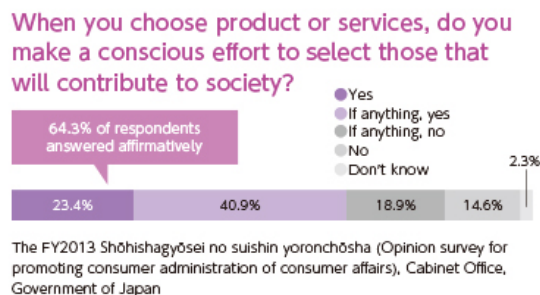 When you choose product or services, do you
make a conscious effort to select those that
will contribute to society?
64.3% of respondents
answered affirmatively
Yes
If anything, yes
If anything, no
No
Don't know
2.3%
23.4%
40.9%
18.9%
14.6%
The FY2013 Shōhishagyōsei no suishin yoronchōsha (Opinion survey for
promoting consumer administration of consumer affairs), Cabinet Office,
Government of Japan